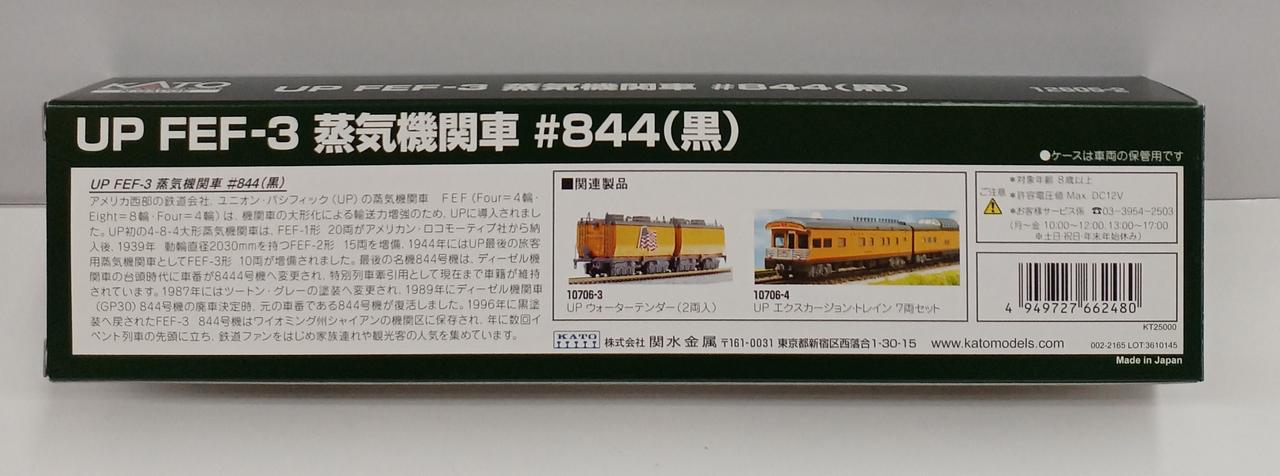 KATO
UP FEF-3 蒸気機関車 #844(黒)
12605-2
UP FEF-3 蒸気機関車 #844(黒)
●ケースは車両の保管用です
UP FEF-3 蒸気機関車 #844(黒)
アメリカ西部の鉄道会社、ユニオン・パシフィック(UP)の蒸気機関車 FEF(Four=4輪・
Eight=8輪・Four=4輪)は、機関車の大形化による輸送力増強のため、UPに導入されまし
た。UP初の4-8-4大形蒸気機関車は、FEF-1形 20両がアメリカン・ロコモーティブ社から納
入後、1939年 動輪直径2030mmを持つFEF-2形 15両を増備、1944年にはUP最後の旅客
用蒸気機関車としてFEF-3形 10両が増備されました。最後の名機844号機は、ディーゼル機
関車の台頭時代に車番が8444号機へ変更され、特別列車牽引用として現在まで車籍が維持
されています。1987年にはツートン・グレーの塗装へ変更され、1989年にディーゼル機関車
(GP30) 844号機の廃車決定時、元の車番である844号機が復活しました。1996年に黒塗
装へ戻されたFEF-3 844号機はワイオミング州シャイアンの機関区に保存され、年に数回イ
ベント列車の先頭に立ち、鉄道ファンをはじめ家族連れや観光客の人気を集めています。
■関連製品
10706-3
UP ウォーターテンダー(2両入)
10706-4
UP エクスカーショントレイン 7両セット
KATO 株式会社 関水金属 〒161-0031 東京都新宿区西落合1-30-15 www.katomodels.com
ご注意
*対象年齢 8歳以上
*許容電圧値 Max. DC12V
*お客様サービス係 ☎03-3954-2503
(月～金 10:00～12:00、13:00～17:00
※土日・祝日・年末年始休み)
4 949727 662480
KT25000
002-2165 LOT:3610145
Made in Japan